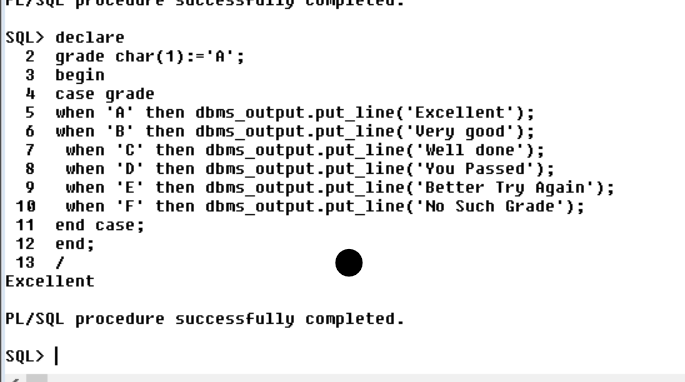 PL/SQL procedure successfully completed.
SQL> declare
2 grade char(1):='A';
3 begin
4 case grade
5 when 'A' then dbms_output.put_line('Excellent');
6 when 'B' then dbms_output.put_line('Very good');
7 when 'C' then dbms_output.put_line('Well done');
8 when 'D' then dbms_output.put_line('You Passed');
9 when 'E' then dbms_output.put_line('Better Try Again');
10 when 'F' then dbms_output.put_line('No Such Grade');
11 end case;
12 end;
13 /
Excellent
PL/SQL procedure successfully completed.
SQL>